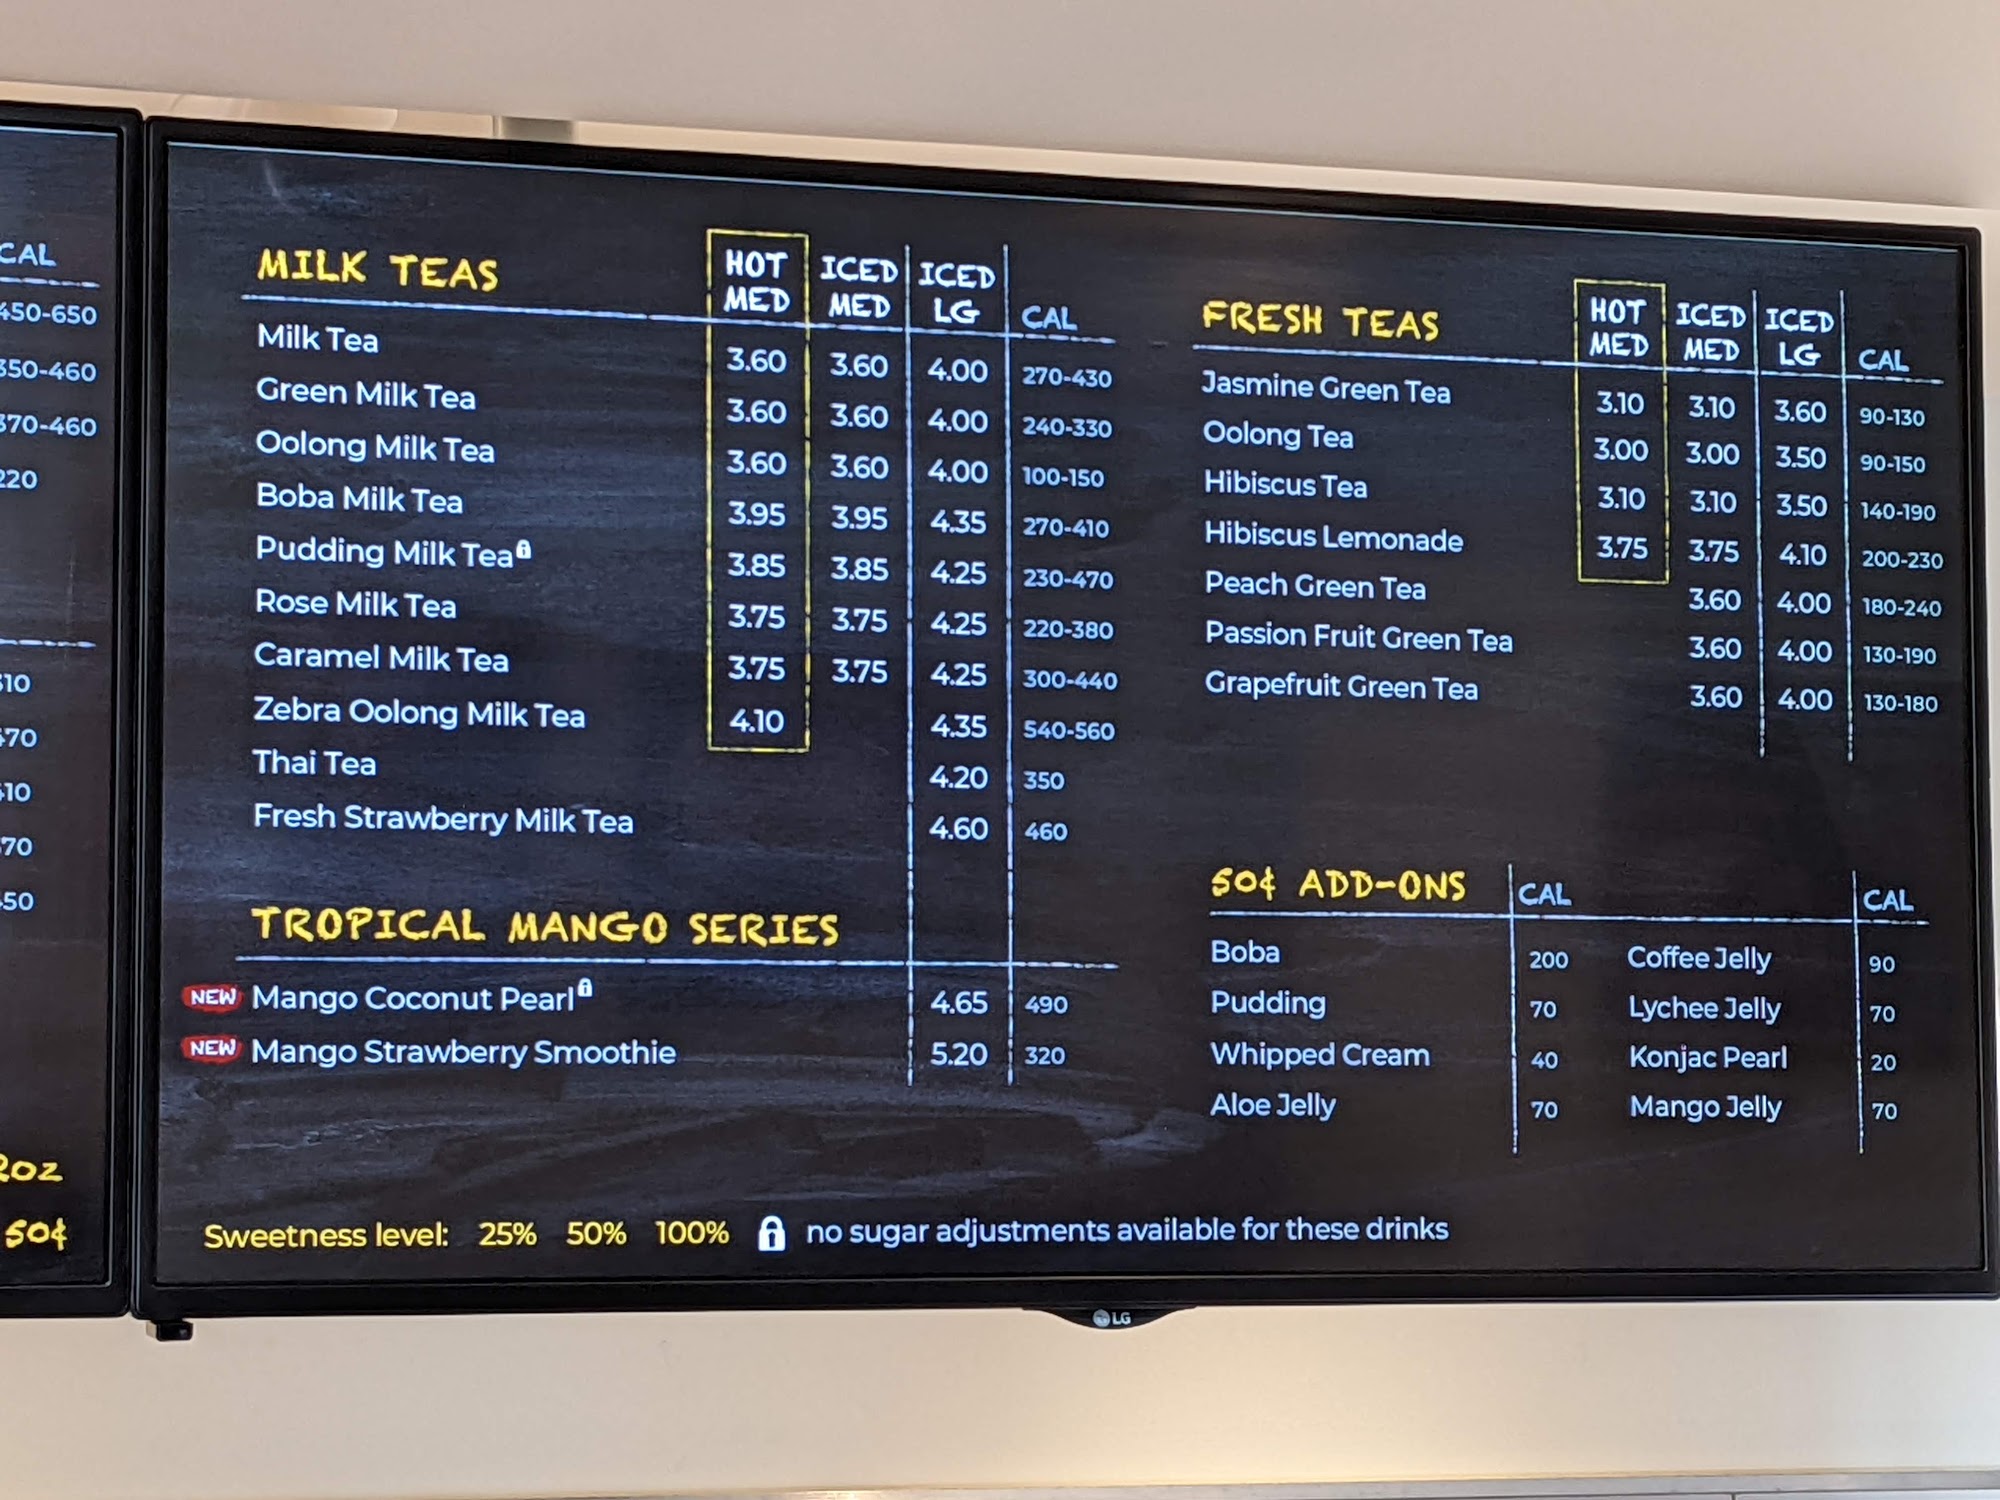 CAL
450-650
350-460
370-460
220
310
470
410
470
450
50¢
MILK TEAS HOT MED ICED MED ICED LG CAL
Milk Tea 3.60 3.60 4.00 270-430
Green Milk Tea 3.60 3.60 4.00 240-330
Oolong Milk Tea 3.60 3.60 4.00 100-150
Boba Milk Tea 3.95 3.95 4.35 270-410
Pudding Milk Tea 3.85 3.85 4.25 230-470
Rose Milk Tea 3.75 3.75 4.25 220-380
Caramel Milk Tea 3.75 3.75 4.25 300-440
Zebra Oolong Milk Tea 4.10 4.35 540-560
Thai Tea 4.20 350
Fresh Strawberry Milk Tea 4.60 460
TROPICAL MANGO SERIES
NEW Mango Coconut Pearl 4.65 490
NEW Mango Strawberry Smoothie 5.20 320
FRESH TEAS HOT MED ICED MED ICED LG CAL
Jasmine Green Tea 3.10 3.10 3.60 90-130
Oolong Tea 3.00 3.00 3.50 90-150
Hibiscus Tea 3.10 3.10 3.50 140-190
Hibiscus Lemonade 3.75 3.75 4.10 200-230
Peach Green Tea 3.60 4.00 180-240
Passion Fruit Green Tea 3.60 4.00 130-190
Grapefruit Green Tea 3.60 4.00 130-180
50¢ ADD-ONS CAL CAL
Boba 200 Coffee Jelly 90
Pudding 70 Lychee Jelly 70
Whipped Cream 40 Konjac Pearl 20
Aloe Jelly 70 Mango Jelly 70
Sweetness level: 25% 50% 100% no sugar adjustments available for these drinks
LG